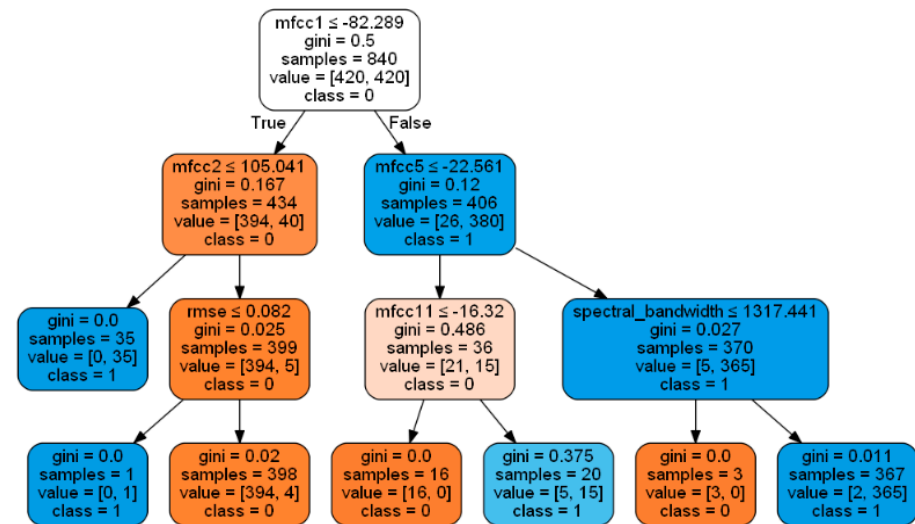 mfcc1 ≤ -82.289
gini = 0.5
samples = 840
value = [420, 420]
class = 0
True
False
mfcc2 ≤ 105.041
gini = 0.167
samples = 434
value = [394, 40]
class = 0
mfcc5 ≤ -22.561
gini = 0.12
samples = 406
value = [26, 380]
class = 1
gini = 0.0
samples = 35
value = [0, 35]
class = 1
rmse ≤ 0.082
gini = 0.025
samples = 399
value = [394, 5]
class = 0
mfcc11 ≤ -16.32
gini = 0.486
samples = 36
value = [21, 15]
class = 0
spectral_bandwidth ≤ 1317.441
gini = 0.027
samples = 370
value = [5, 365]
class = 1
gini = 0.0
samples = 1
value = [0, 1]
class = 1
gini = 0.02
samples = 398
value = [394, 4]
class = 0
gini = 0.0
samples = 16
value = [16, 0]
class = 0
gini = 0.375
samples = 20
value = [5, 15]
class = 1
gini = 0.0
samples = 3
value = [3, 0]
class = 0
gini = 0.011
samples = 367
value = [2, 365]
class = 1